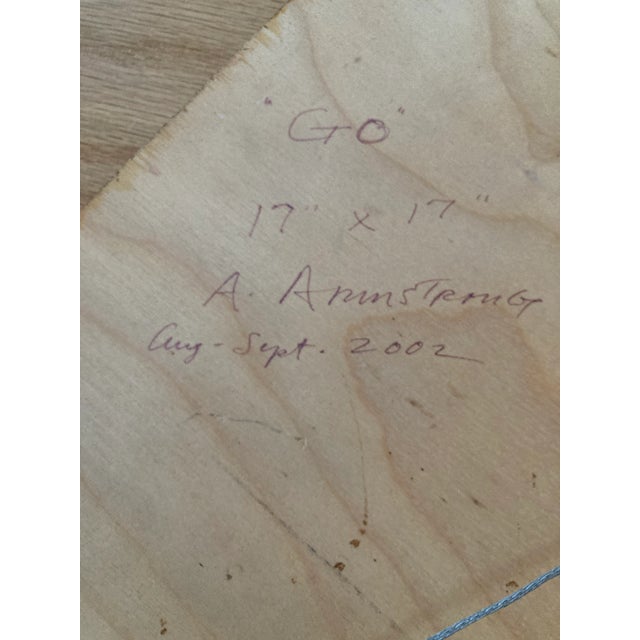 "GO"
17" x 17"
A. ARMSTRONG
Aug-Sept. 2002